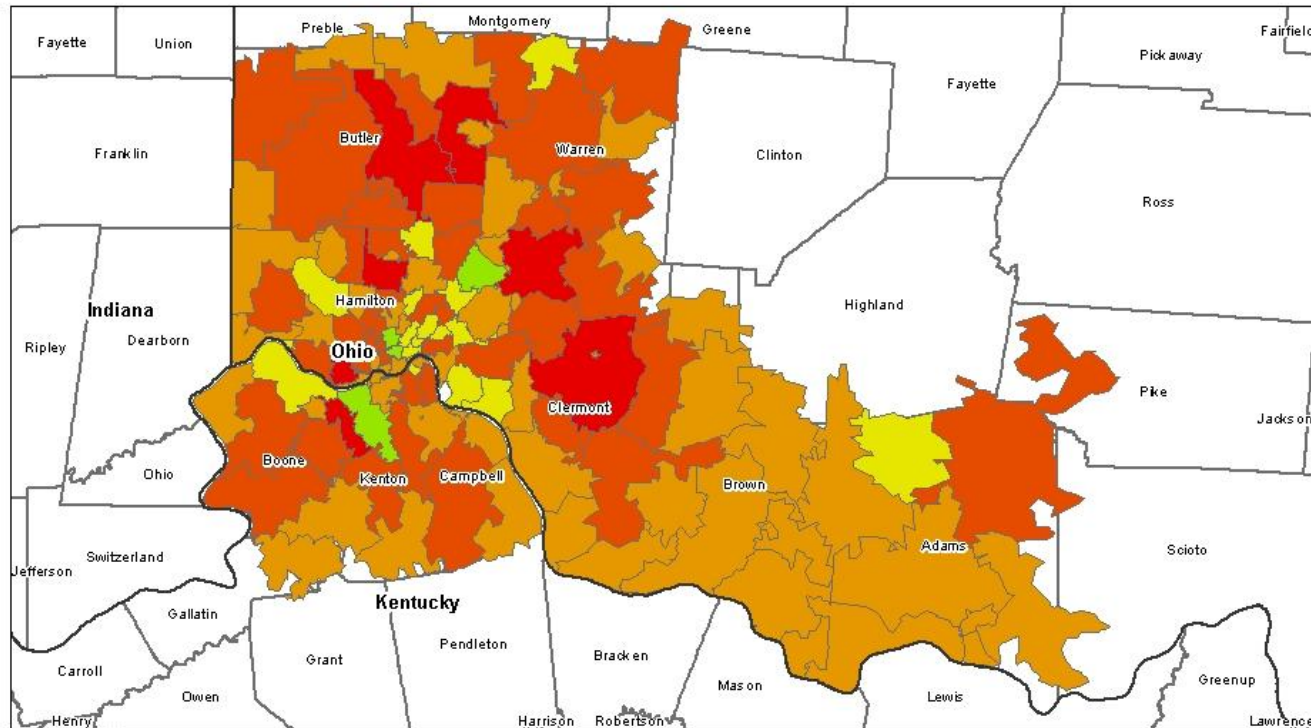 Preble
Montgomery
Greene
Fairfield
Fayette
Union
Pickaway
Fayette
Butler
Franklin
Warren
Clinton
Ross
Hamilton
Highland
Indiana
Ripley
Dearborn
Ohio
Pike
Clermont
Jackson
Boone
Ohio
Kenton
Campbell
Brown
Adams
Scioto
Switzerland
Jefferson
Kentucky
Gallatin
Grant
Pendleton
Bracken
Carroll
Owen
Mason
Lewis
Greenup
Henry
Harrison
Robertson
Lawrence